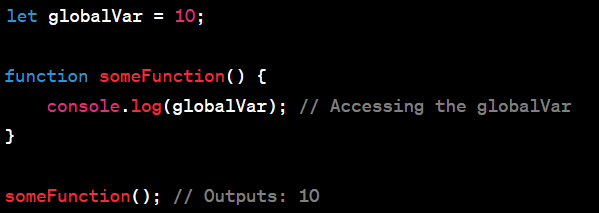 let globalVar = 10;
function someFunction() {
    console.log(globalVar); // Accessing the globalVar
}
someFunction(); // Outputs: 10